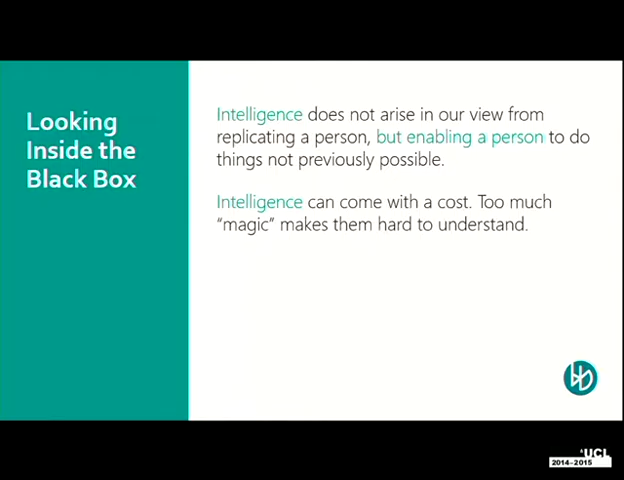 Looking
Inside the
Black Box
Intelligence does not arise in our view from
replicating a person, but enabling a person to do
things not previously possible.
Intelligence can come with a cost. Too much
“magic” makes them hard to understand.
UCL
2014-2015